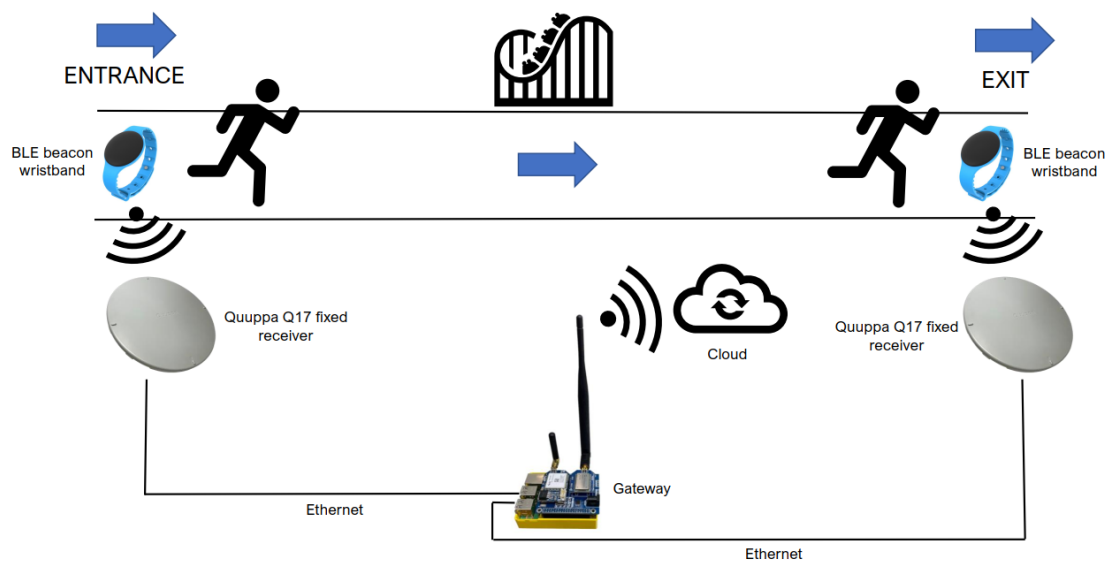 ENTRANCE
EXIT
BLE beacon
wristband
BLE beacon
wristband
Quuppa Q17 fixed
receiver
Quuppa Q17 fixed
receiver
Cloud
Gateway
Ethernet
Ethernet